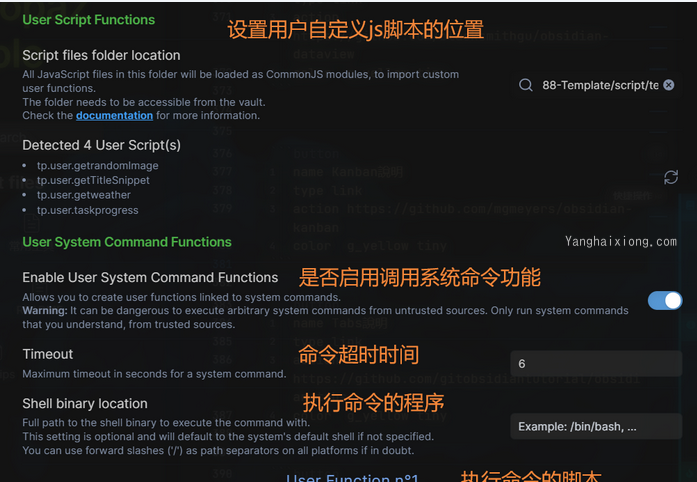 User Script Functions
设置用户自定义js脚本的位置
Script files folder location
All JavaScript files in this folder will be loaded as CommonJS modules, to import custom
user functions.
88-Template/script/te
The folder needs to be accessible from the vault.
Check the documentation for more information.
Detected 4 User Script(s)
tp.user.getrandomImage
tp.user.getTitleSnippet
tp.user.getweather
tp.user.taskprogress
User System Command Functions
Yanghaixiong.com
Enable User System Command Functions
是否启用调用系统命令功能
Allows you to create user functions linked to system commands.
Warning: It can be dangerous to execute arbitrary system commands from untrusted sources. Only run system commands
that you understand, from trusted sources.
Timeout
命令超时时间
Maximum timeout in seconds for a system command.
6
Shell binary location
执行命令的程序
Full path to the shell binary to execute the command with.
This setting is optional and will default to the system's default shell if not specified.
Example: /bin/bash, ...
You can use forward slashes ('/') as path separators on all platforms if in doubt.
User Function n°1
执行命令的脚本